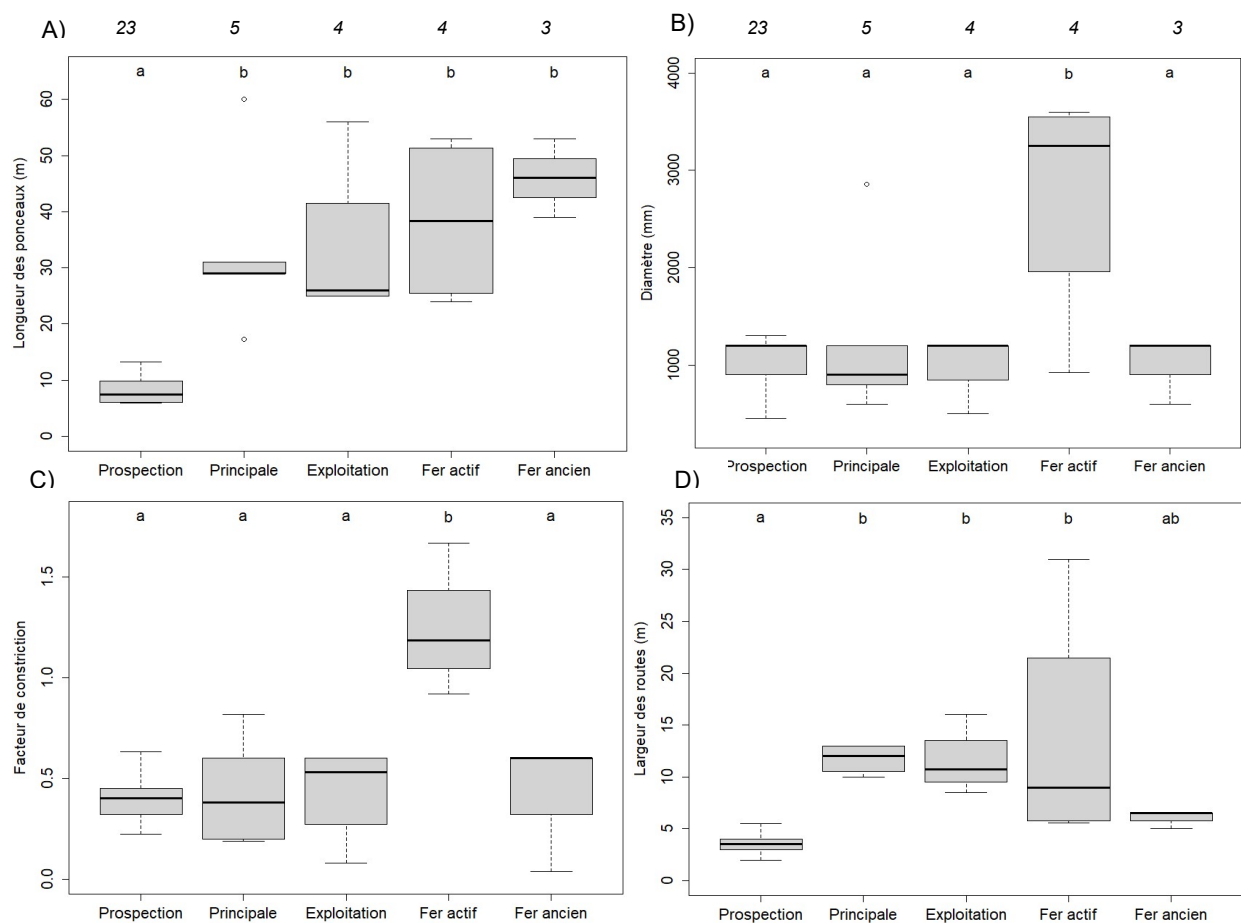 A) 23 5 4 4 3
a b b b b
Longueur des ponceaux (m)
0 10 20 30 40 50 60
Prospection Principale Exploitation Fer actif Fer ancien
B) 23 5 4 4 3
a a a b a
Diamètre (mm)
1000 2000 3000 4000
Prospection Principale Exploitation Fer actif Fer ancien
C)
a a a b a
Facteur de constriction
0.0 0.5 1.0 1.5
Prospection Principale Exploitation Fer actif Fer ancien
D)
a b b b ab
Largeur des routes (m)
0 5 10 15 20 25 30 35
Prospection Principale Exploitation Fer actif Fer ancien